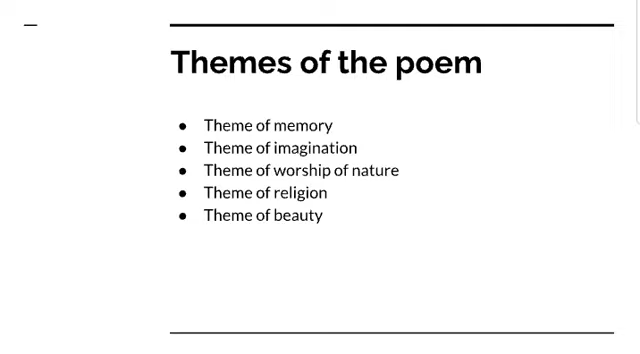 Themes of the poem
● Theme of memory
● Theme of imagination
● Theme of worship of nature
● Theme of religion
● Theme of beauty